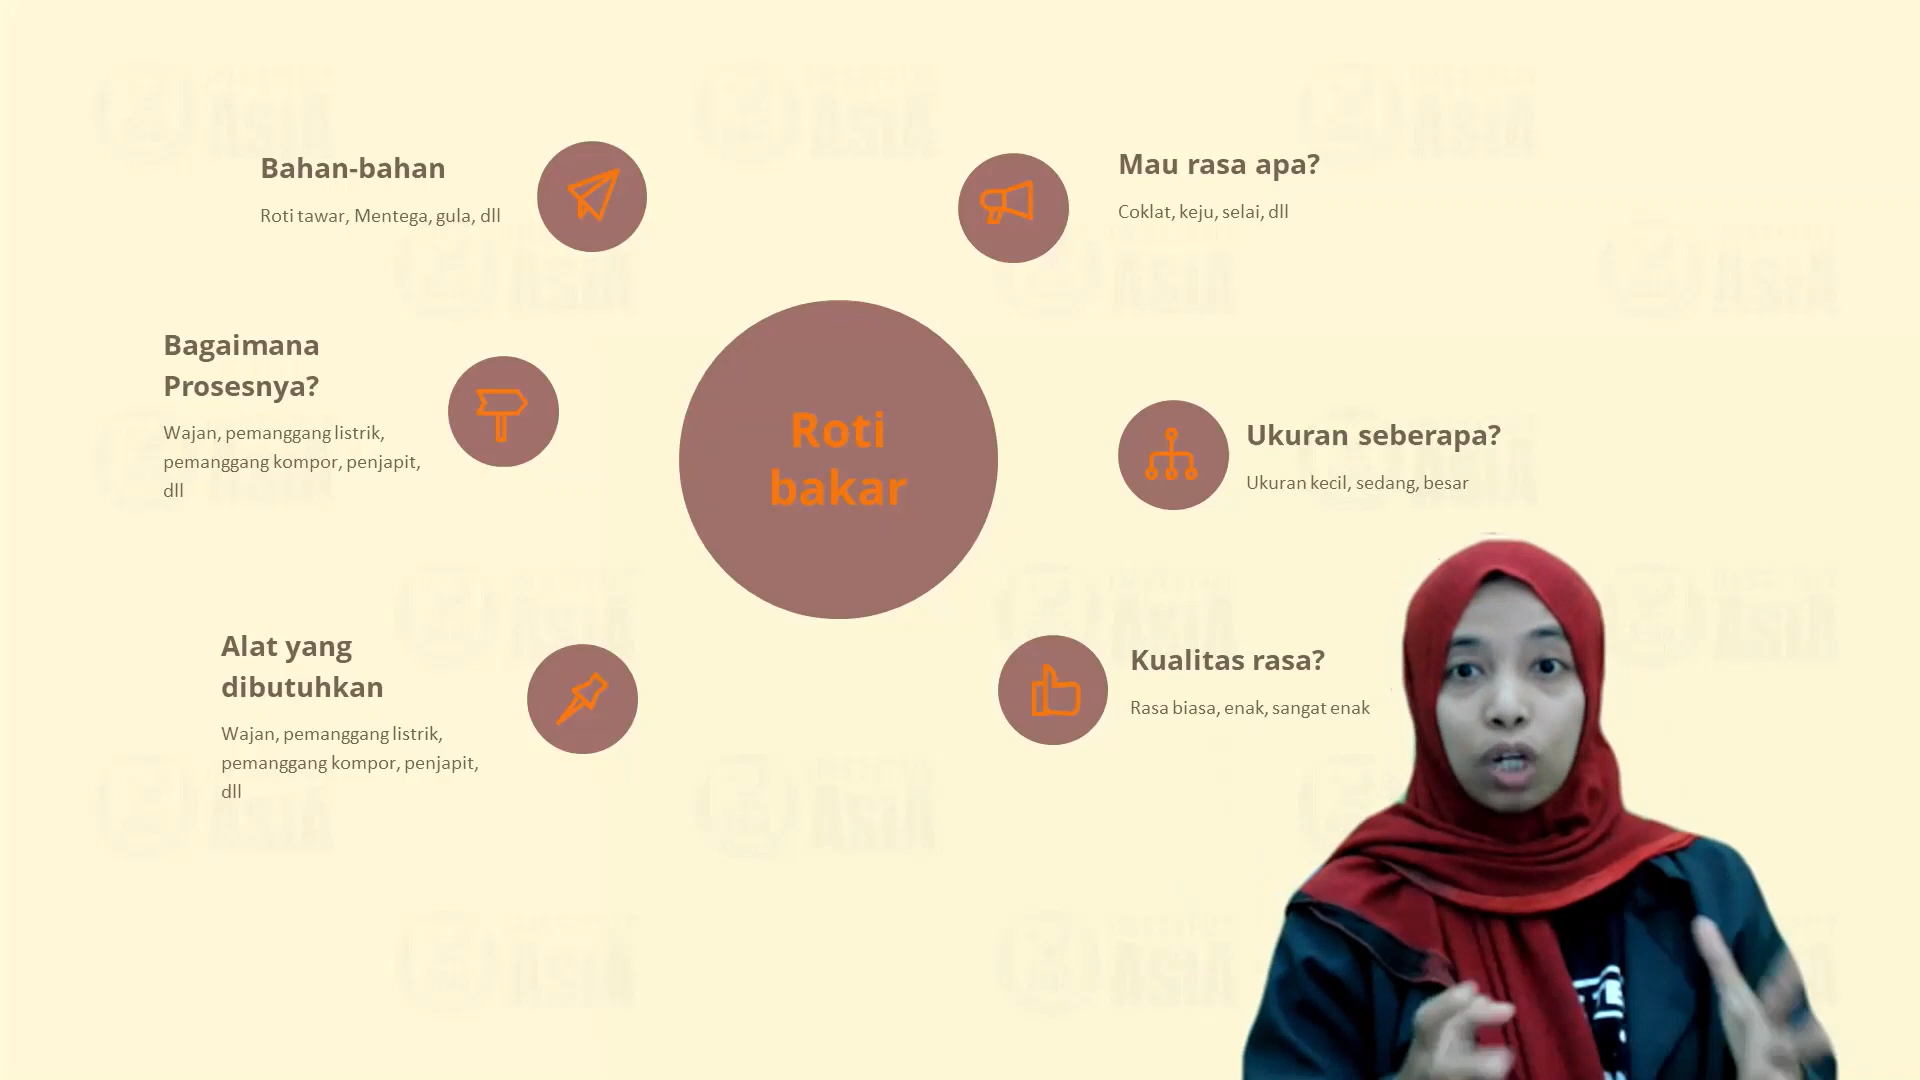 Bahan-bahan
Roti tawar, Mentega, gula, dll
Mau rasa apa?
Coklat, keju, selai, dll
Bagaimana
Prosesnya?
Wajan, pemanggang listrik,
pemanggang kompor, penjapit,
dll
Roti
bakar
Ukuran seberapa?
Ukuran kecil, sedang, besar
Alat yang
dibutuhkan
Wajan, pemanggang listrik,
pemanggang kompor, penjapit,
dll
Kualitas rasa?
Rasa biasa, enak, sangat enak
INSTITUT
ASIA